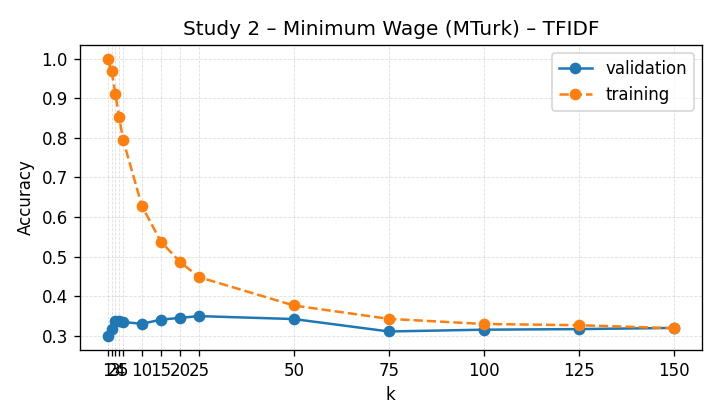 Study 2 – Minimum Wage (MTurk) – TFIDF
Accuracy
1.0
0.9
0.8
0.7
0.6
0.5
0.4
0.3
validation
training
10 15 20 25 50 75 100 125 150
k